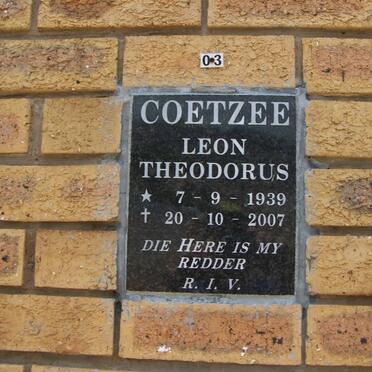 03
COETZEE
LEON
THEODORUS
★ 7 - 9 - 1939
✝ 20 - 10 - 2007
DIE HERE IS MY
REDDER
R. I. V.